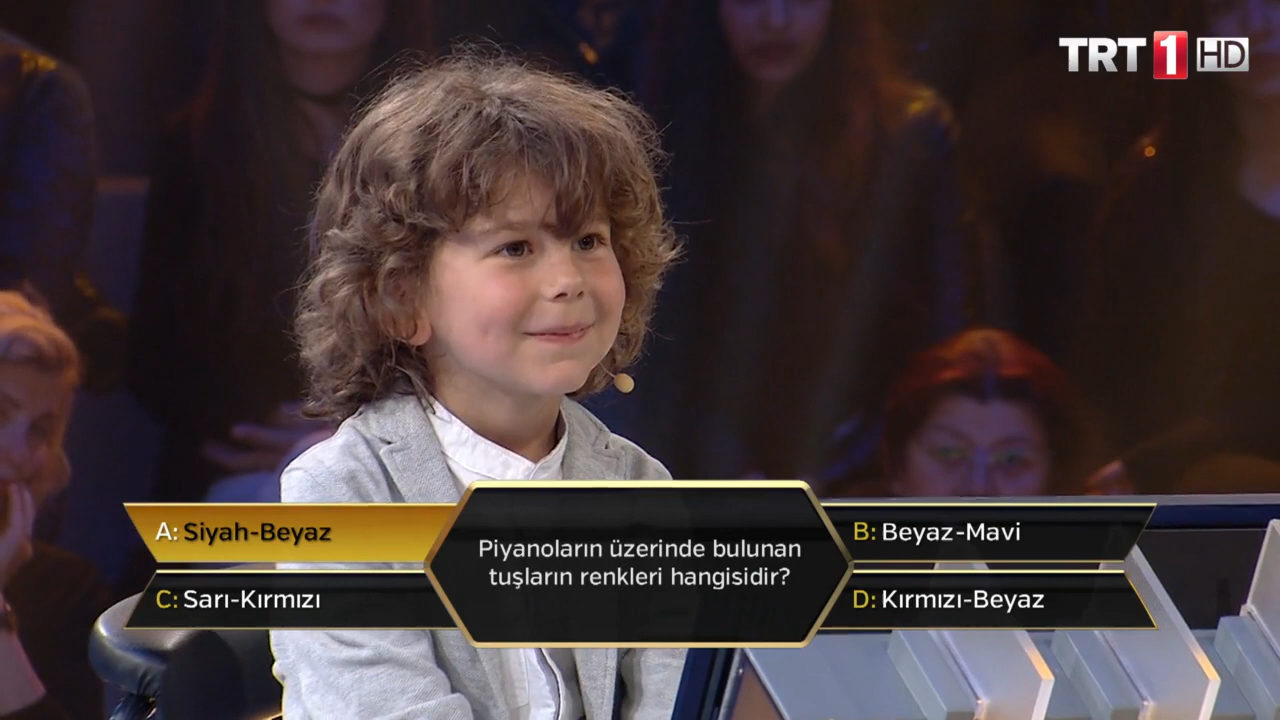 TRT 1 HD
Piyanoların üzerinde bulunan
tuşların renkleri hangisidir?
A: Siyah-Beyaz
B: Beyaz-Mavi
C: Sarı-Kırmızı
D: Kırmızı-Beyaz